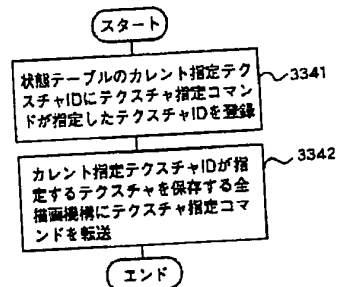 スタート
状態テーブルのカレント指定テク
スチャIDにテクスチャ指定コマン
ドが指定したテクスチャIDを登録
3341
カレント指定テクスチャIDが指
定するテクスチャを保存する全
描画機構にテクスチャ指定コマ
ンドを転送
3342
エンド